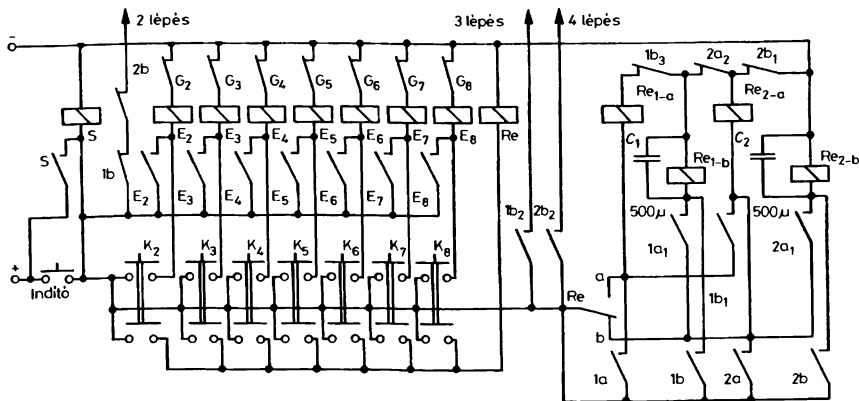 2 lépés 3 lépés 4 lépés
−
2b G2 G3 G4 G5 G6 G7 G8 1b3 2a2 2b1
S Re Re1-a Re2-a
E2 E3 E4 E5 E6 E7 E8 C1 C2
S 1b Re1-b Re2-b
E2 E3 E4 E5 E6 E7 E8
500μ 500μ
1b2 2b2 1a1 2a1
K2 K3 K4 K5 K6 K7 K8
+ a
Indító Re 1b1
b
1a 1b 2a 2b